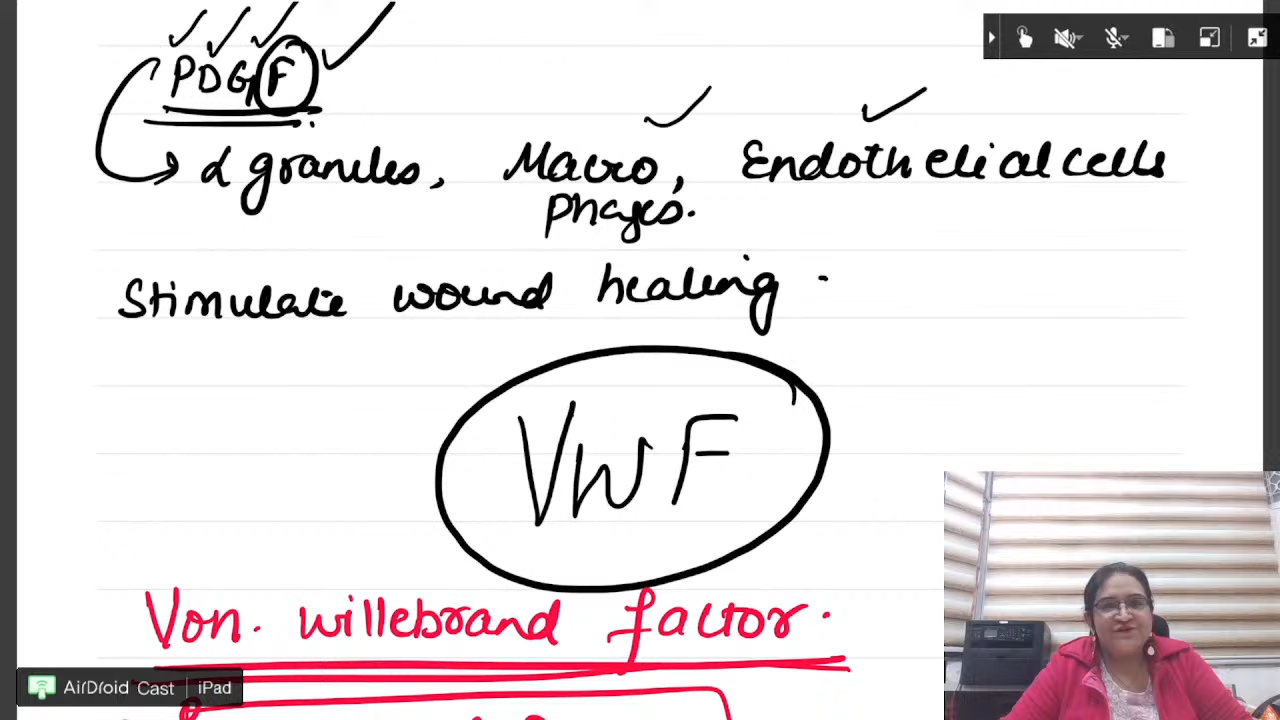 PDGF
α granules, Macro, Endothelial cells
phages.
Stimulate wound healing.
VWF
Von. willebrand factor.
AirDroid Cast iPad